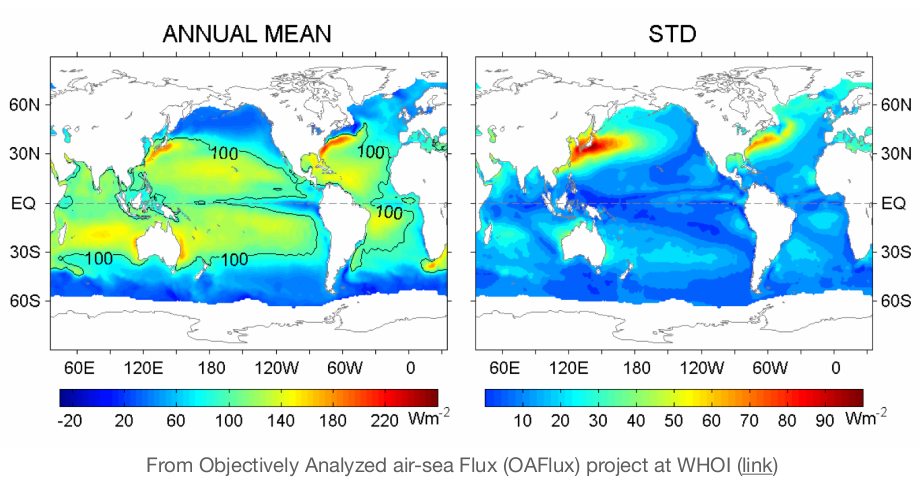 ANNUAL MEAN
STD
60N
30N
EQ
30S
60S
100
100
100
100
100
60N
30N
EQ
30S
60S
60E 120E 180 120W 60W 0
60E 120E 180 120W 60W 0
-20 20 60 100 140 180 220 Wm-2
10 20 30 40 50 60 70 80 90 Wm-2
From Objectively Analyzed air-sea Flux (OAFlux) project at WHOI (link)